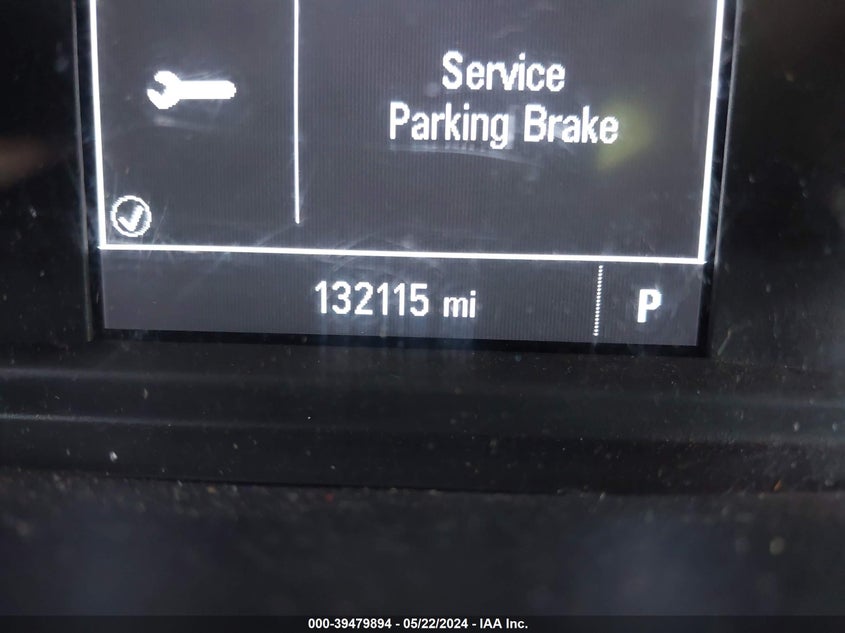 Service
Parking Brake
132115 mi
P
000-39479894 - 05/22/2024 - IAA Inc.